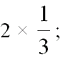 2 × 1/3 ;